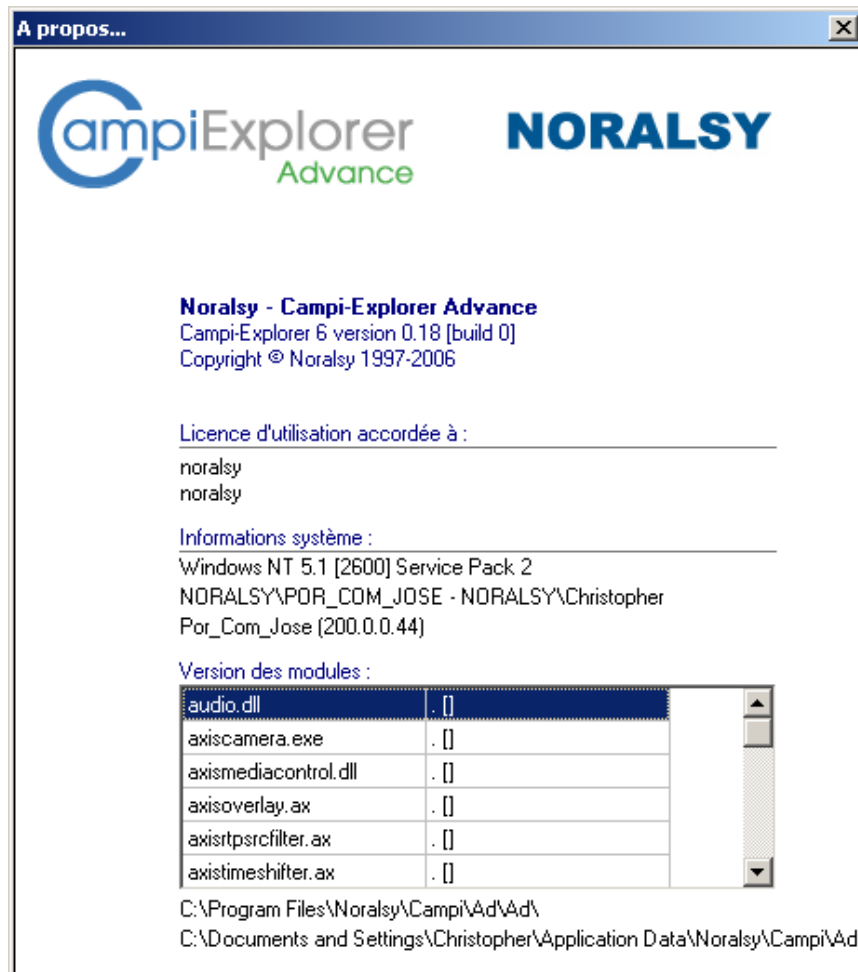 A propos...
CampiExplorer NORALSY
Advance
Noralsy - Campi-Explorer Advance
Campi-Explorer 6 version 0.18 [build 0]
Copyright © Noralsy 1997-2006
Licence d'utilisation accordée à :
noralsy
noralsy
Informations système :
Windows NT 5.1 [2600] Service Pack 2
NORALSY\POR_COM_JOSE - NORALSY\Christopher
Por_Com_Jose (200.0.0.44)
Version des modules :
audio.dll . []
axiscamera.exe . []
axismediacontrol.dll . []
axisoverlay.ax . []
axisrtpsrcfilter.ax . []
axistimeshifter.ax . []
C:\Program Files\Noralsy\Campi\Ad\Ad\
C:\Documents and Settings\Christopher\Application Data\Noralsy\Campi\Ad